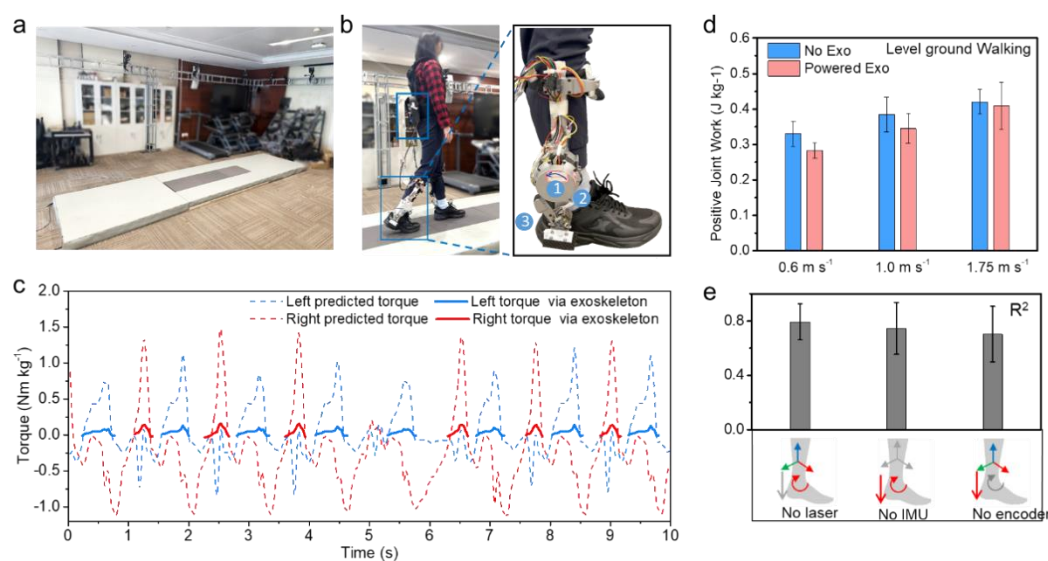 a
b
1
2
3
c
2.0
1.5
1.0
0.5
0.0
-0.5
-1.0
Torque (Nm kg⁻¹)
Left predicted torque
Left torque via exoskeleton
Right predicted torque
Right torque via exoskeleton
0 1 2 3 4 5 6 7 8 9 10
Time (s)
d
0.6
0.5
0.4
0.3
0.2
0.1
0.0
Positive Joint Work (J kg-1)
No Exo
Powered Exo
Level ground Walking
0.6 m s⁻¹ 1.0 m s⁻¹ 1.75 m s⁻¹
e
R²
0.8
0.4
0.0
No laser No IMU No encoder